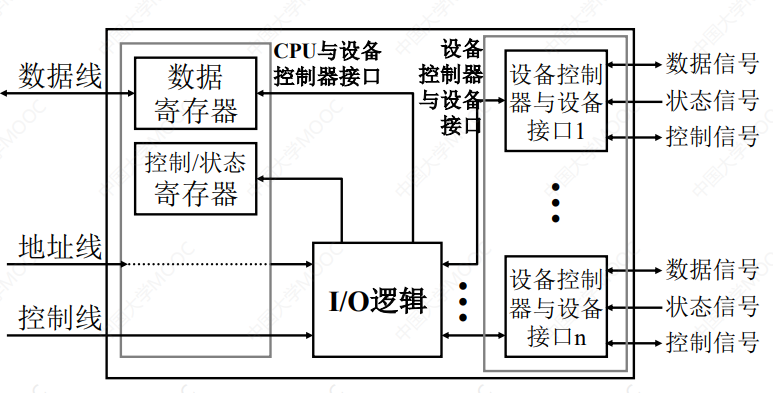 数据线
数据
寄存器
控制/状态
寄存器
地址线
控制线
CPU与设备
控制器接口
I/O逻辑
设备
控制器
与设备
接口
设备控制
器与设备
接口1
数据信号
状态信号
控制信号
设备控制
器与设备
接口n
数据信号
状态信号
控制信号
中国大学MOOC